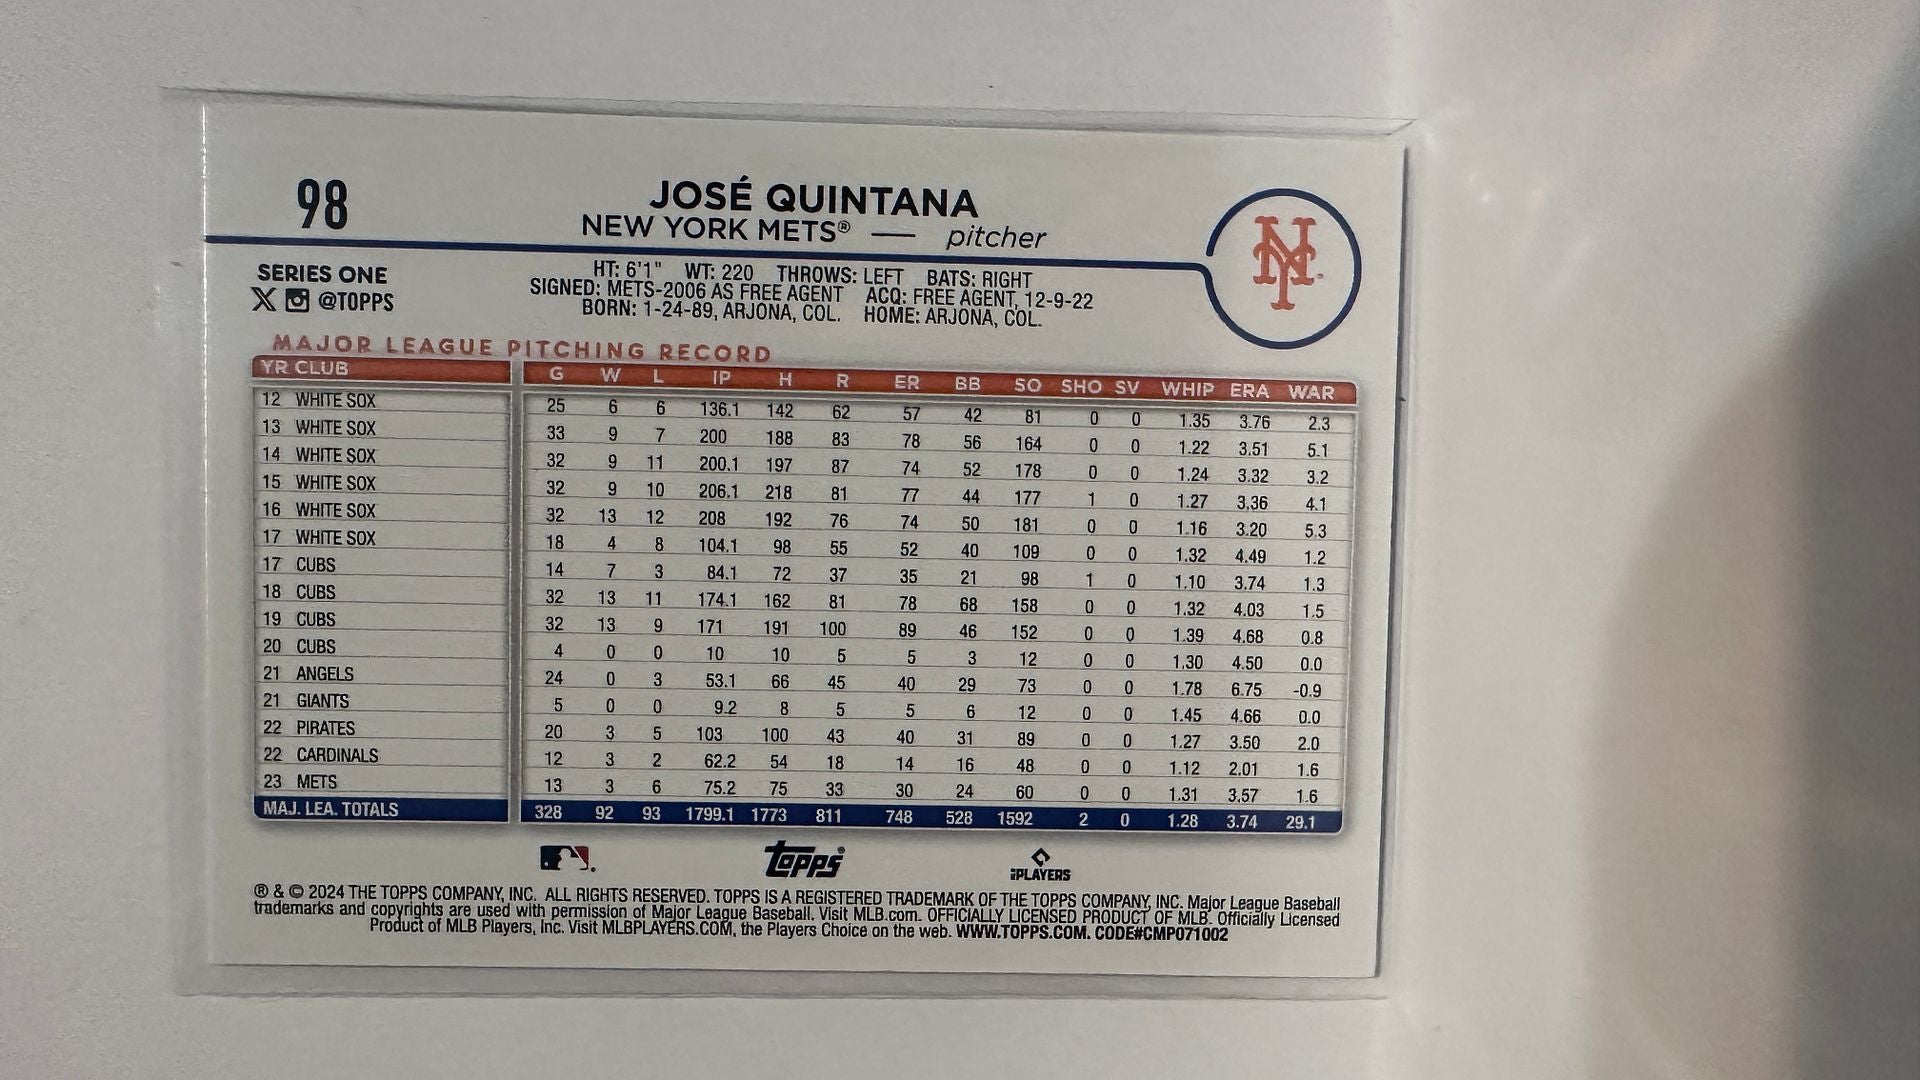 98
JOSÉ QUINTANA
NEW YORK METS® — pitcher
NY
SERIES ONE
@TOPPS
HT: 6'1" WT: 220 THROWS: LEFT BATS: RIGHT
SIGNED: METS-2006 AS FREE AGENT ACQ: FREE AGENT, 12-9-22
BORN: 1-24-89, ARJONA, COL. HOME: ARJONA, COL.
MAJOR LEAGUE PITCHING RECORD
YR CLUB G W L IP H R ER BB SO SHO SV WHIP ERA WAR
12 WHITE SOX 25 6 6 136.1 142 62 57 42 81 0 0 1.35 3.76 2.3
13 WHITE SOX 33 9 7 200 188 83 78 56 164 0 0 1.22 3.51 5.1
14 WHITE SOX 32 9 11 200.1 197 87 74 52 178 0 0 1.24 3.32 3.2
15 WHITE SOX 32 9 10 206.1 218 81 77 44 177 1 0 1.27 3.36 4.1
16 WHITE SOX 32 13 12 208 192 76 74 50 181 0 0 1.16 3.20 5.3
17 WHITE SOX 18 4 8 104.1 98 55 52 40 109 0 0 1.32 4.49 1.2
17 CUBS 14 7 3 84.1 72 37 35 21 98 1 0 1.10 3.74 1.3
18 CUBS 32 13 11 174.1 162 81 78 68 158 0 0 1.32 4.03 1.5
19 CUBS 32 13 9 171 191 100 89 46 152 0 0 1.39 4.68 0.8
20 CUBS 4 0 0 10 10 5 5 3 12 0 0 1.30 4.50 0.0
21 ANGELS 24 0 3 53.1 66 45 40 29 73 0 0 1.78 6.75 -0.9
21 GIANTS 5 0 0 9.2 8 5 5 6 12 0 0 1.45 4.66 0.0
22 PIRATES 20 3 5 103 100 43 40 31 89 0 0 1.27 3.50 2.0
22 CARDINALS 12 3 2 62.2 54 18 14 16 48 0 0 1.12 2.01 1.6
23 METS 13 3 6 75.2 75 33 30 24 60 0 0 1.31 3.57 1.6
MAJ. LEA. TOTALS 328 92 93 1799.1 1773 811 748 528 1592 2 0 1.28 3.74 29.1
Topps®
PLAYERS
® & © 2024 THE TOPPS COMPANY, INC. ALL RIGHTS RESERVED. TOPPS IS A REGISTERED TRADEMARK OF THE TOPPS COMPANY, INC. Major League Baseball
trademarks and copyrights are used with permission of Major League Baseball. Visit MLB.com. OFFICIALLY LICENSED PRODUCT OF MLB. Officially Licensed
Product of MLB Players, Inc. Visit MLBPLAYERS.COM, the Players Choice on the web. WWW.TOPPS.COM. CODE#CMP071002